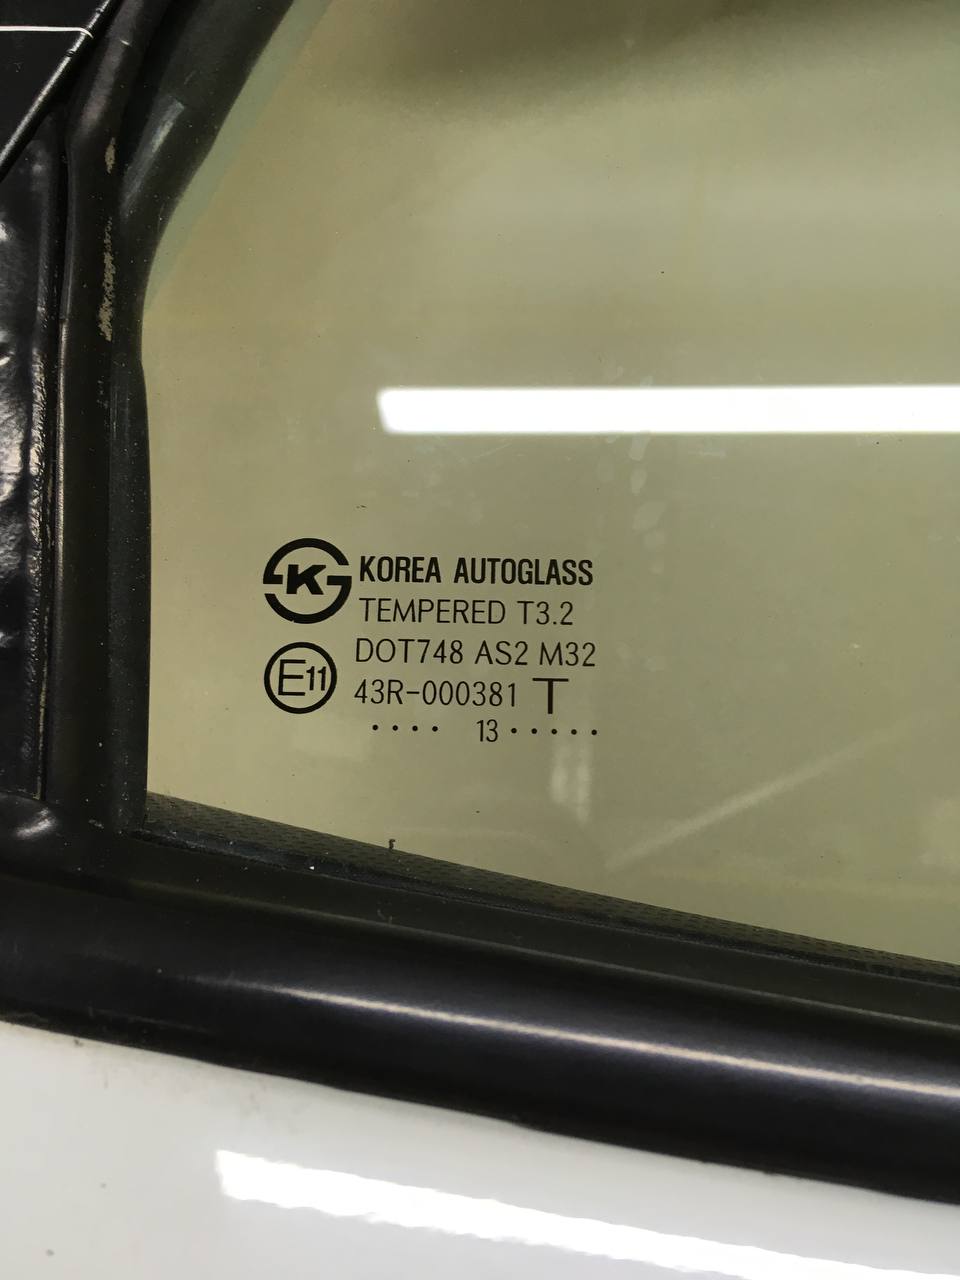 K
KOREA AUTOGLASS
TEMPERED T3.2
DOT748 AS2 M32
E11
43R-000381 T
.... 13 .....